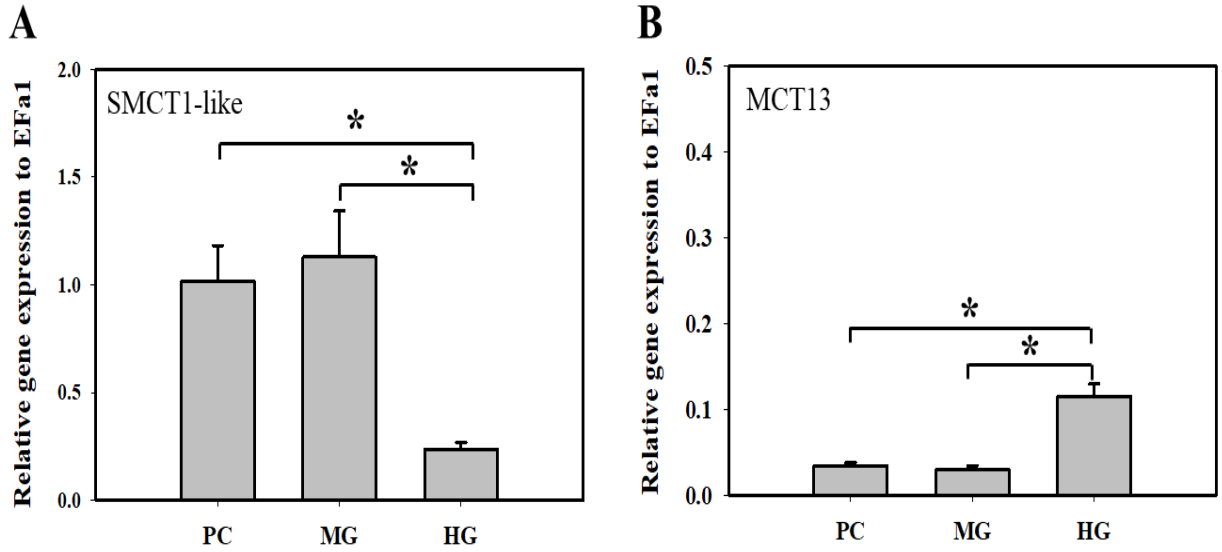 A
Relative gene expression to EFa1
2.0
1.5
1.0
0.5
0.0
SMCT1-like
*
*
PC MG HG
B
Relative gene expression to EFa1
0.5
0.4
0.3
0.2
0.1
0.0
MCT13
*
*
PC MG HG